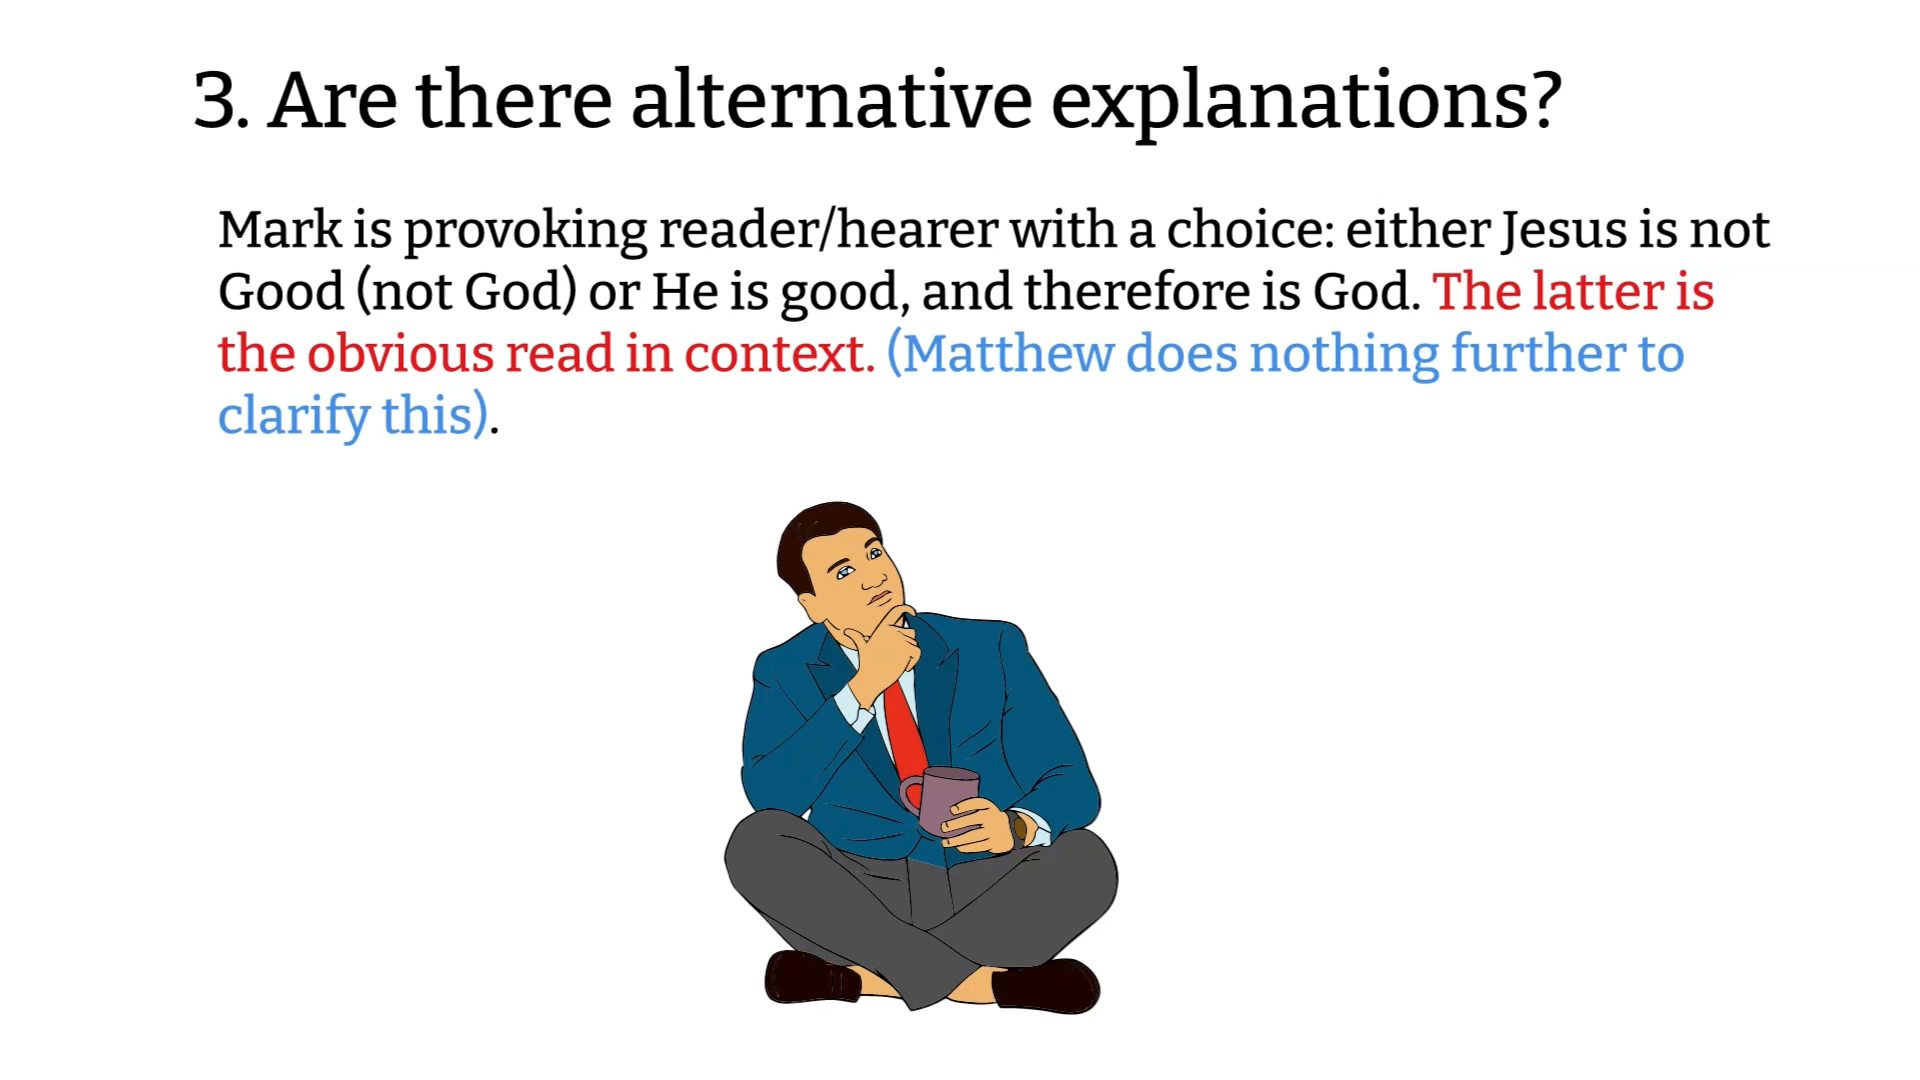 3. Are there alternative explanations?
Mark is provoking reader/hearer with a choice: either Jesus is not
Good (not God) or He is good, and therefore is God. The latter is
the obvious read in context. (Matthew does nothing further to
clarify this).